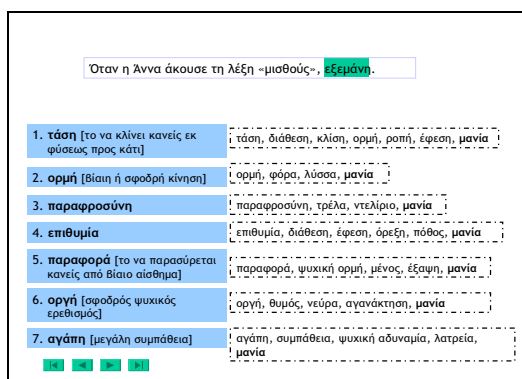 Όταν η Άννα άκουσε τη λέξη «μισθούς», εξεμάνη.
1. τάση [το να κλίνει κανείς εκ
φύσεως προς κάτι]
τάση, διάθεση, κλίση, ορμή, ροπή, έφεση, μανία
2. ορμή [βίαιη ή σφοδρή κίνηση]
ορμή, φόρα, λύσσα, μανία
3. παραφροσύνη
παραφροσύνη, τρέλα, ντελίριο, μανία
4. επιθυμία
επιθυμία, διάθεση, έφεση, όρεξη, πόθος, μανία
5. παραφορά [το να παρασύρεται
κανείς από βίαιο αίσθημα]
παραφορά, ψυχική ορμή, μένος, έξαψη, μανία
6. οργή [σφοδρός ψυχικός
ερεθισμός]
οργή, θυμός, νεύρα, αγανάκτηση, μανία
7. αγάπη [μεγάλη συμπάθεια]
αγάπη, συμπάθεια, ψυχική αδυναμία, λατρεία,
μανία